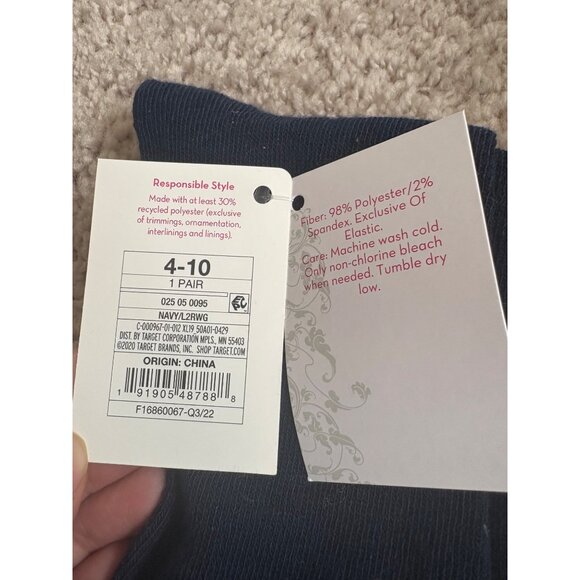 Responsible Style
Made with at least 30%
recycled polyester (exclusive
of trimmings, ornamentation,
interlinings and linings).
4-10
1 PAIR
025 05 0095
NAVY/L2RWG
C-000967-01-012 XL19 50A01-0429
DIST. BY TARGET CORPORATION MPLS., MN 55403
©2020 TARGET BRANDS, INC. SHOP TARGET.COM
ORIGIN: CHINA
1 91905 48788 8
F16860067-Q3/22
Fiber: 98% Polyester/2%
Spandex. Exclusive Of
Elastic.
Care: Machine wash cold.
Only non-chlorine bleach
when needed. Tumble dry
low.